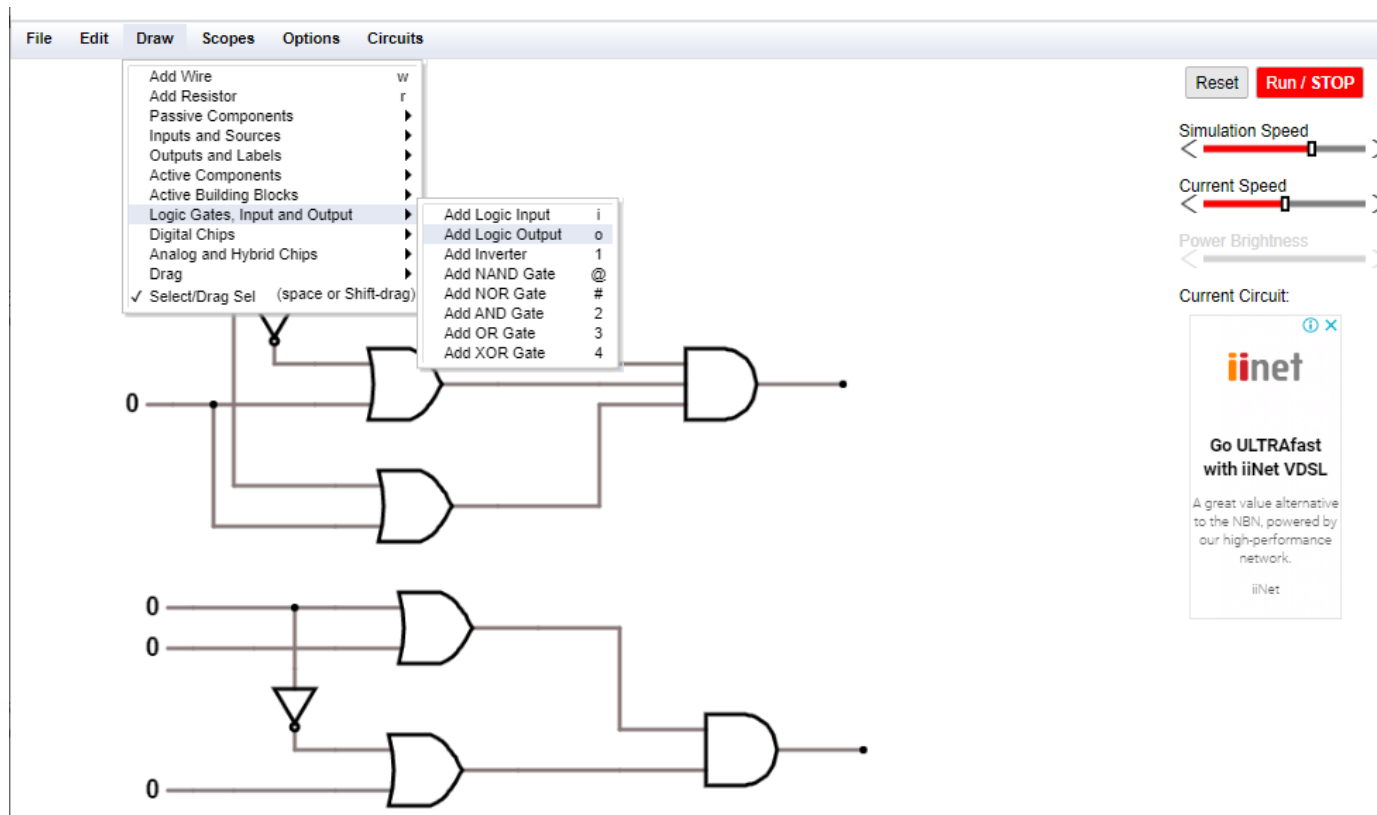 File Edit Draw Scopes Options Circuits
Add Wire w
Add Resistor r
Passive Components
Inputs and Sources
Outputs and Labels
Active Components
Active Building Blocks
Logic Gates, Input and Output
Digital Chips
Analog and Hybrid Chips
Drag
✓ Select/Drag Sel (space or Shift-drag)
Add Logic Input i
Add Logic Output o
Add Inverter 1
Add NAND Gate @
Add NOR Gate #
Add AND Gate 2
Add OR Gate 3
Add XOR Gate 4
0
0
0
0
Reset Run / STOP
Simulation Speed
Current Speed
Power Brightness
Current Circuit:
iinet
Go ULTRAfast
with iiNet VDSL
A great value alternative
to the NBN, powered by
our high-performance
network.
iiNet